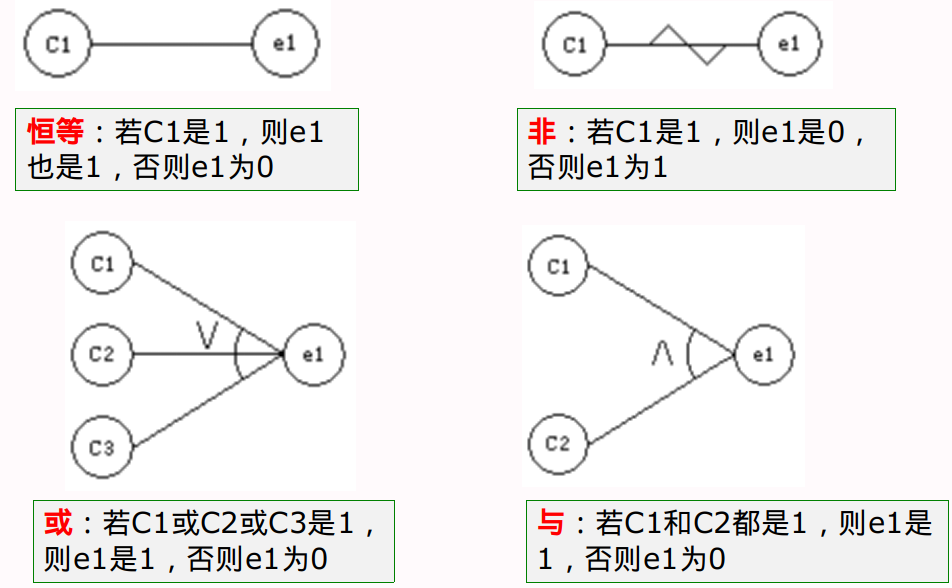 C1
e1
C1
e1
恒等：若C1是1，则e1
也是1，否则e1为0
非：若C1是1，则e1是0，
否则e1为1
C1
C2
C3
V
e1
C1
C2
Λ
e1
或：若C1或C2或C3是1，
则e1是1，否则e1为0
与：若C1和C2都是1，则e1是
1，否则e1为0